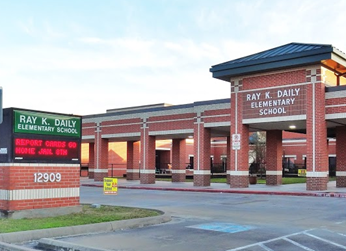 RAY K. DAILY
ELEMENTARY SCHOOL
REPORT CARDS GO
HOME JAN. 8TH
12909
RAY K. DAILY
ELEMENTARY SCHOOL